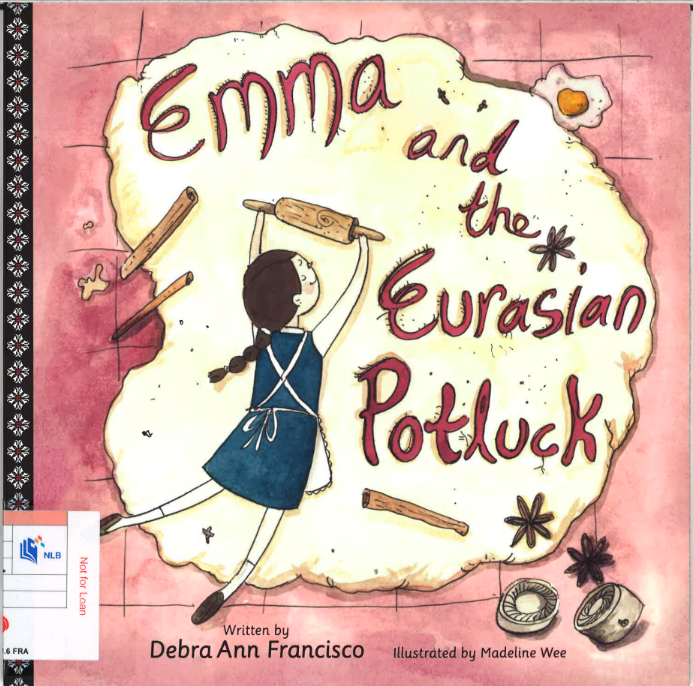 Emma
and
the
Eurasian
Potluck
NLB
Not for Loan
.6 FRA
Written by
Debra Ann Francisco
Illustrated by Madeline Wee